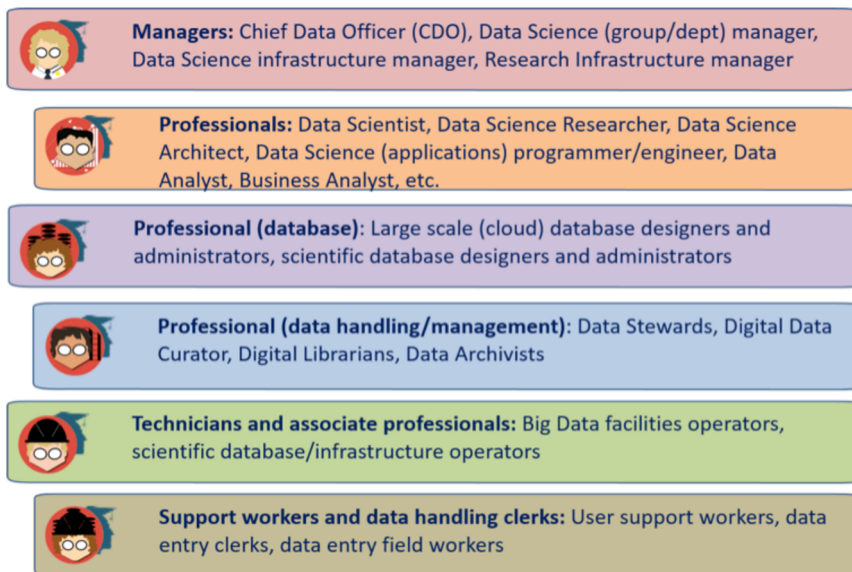 Managers: Chief Data Officer (CDO), Data Science (group/dept) manager,
Data Science infrastructure manager, Research Infrastructure manager
Professionals: Data Scientist, Data Science Researcher, Data Science
Architect, Data Science (applications) programmer/engineer, Data
Analyst, Business Analyst, etc.
Professional (database): Large scale (cloud) database designers and
administrators, scientific database designers and administrators
Professional (data handling/management): Data Stewards, Digital Data
Curator, Digital Librarians, Data Archivists
Technicians and associate professionals: Big Data facilities operators,
scientific database/infrastructure operators
Support workers and data handling clerks: User support workers, data
entry clerks, data entry field workers